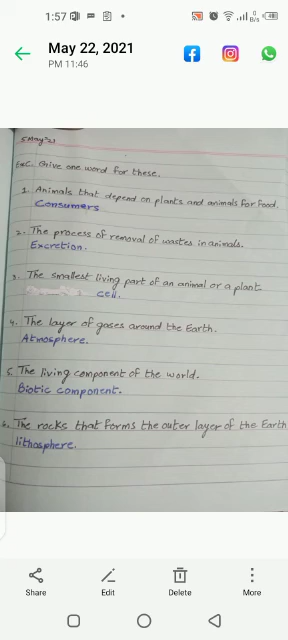 1:57
May 22, 2021
PM 11:46
5 May '21
Exc. Give one word for these.
1. Animals that depend on plants and animals for food.
Consumers
2. The process of removal of wastes in animals.
Excretion.
3. The smallest living part of an animal or a plant
cell.
4. The layer of gases around the Earth.
Atmosphere.
5. The living component of the world.
Biotic component.
6. The rocks that forms the outer layer of the Earth
lithosphere.
Share Edit Delete More